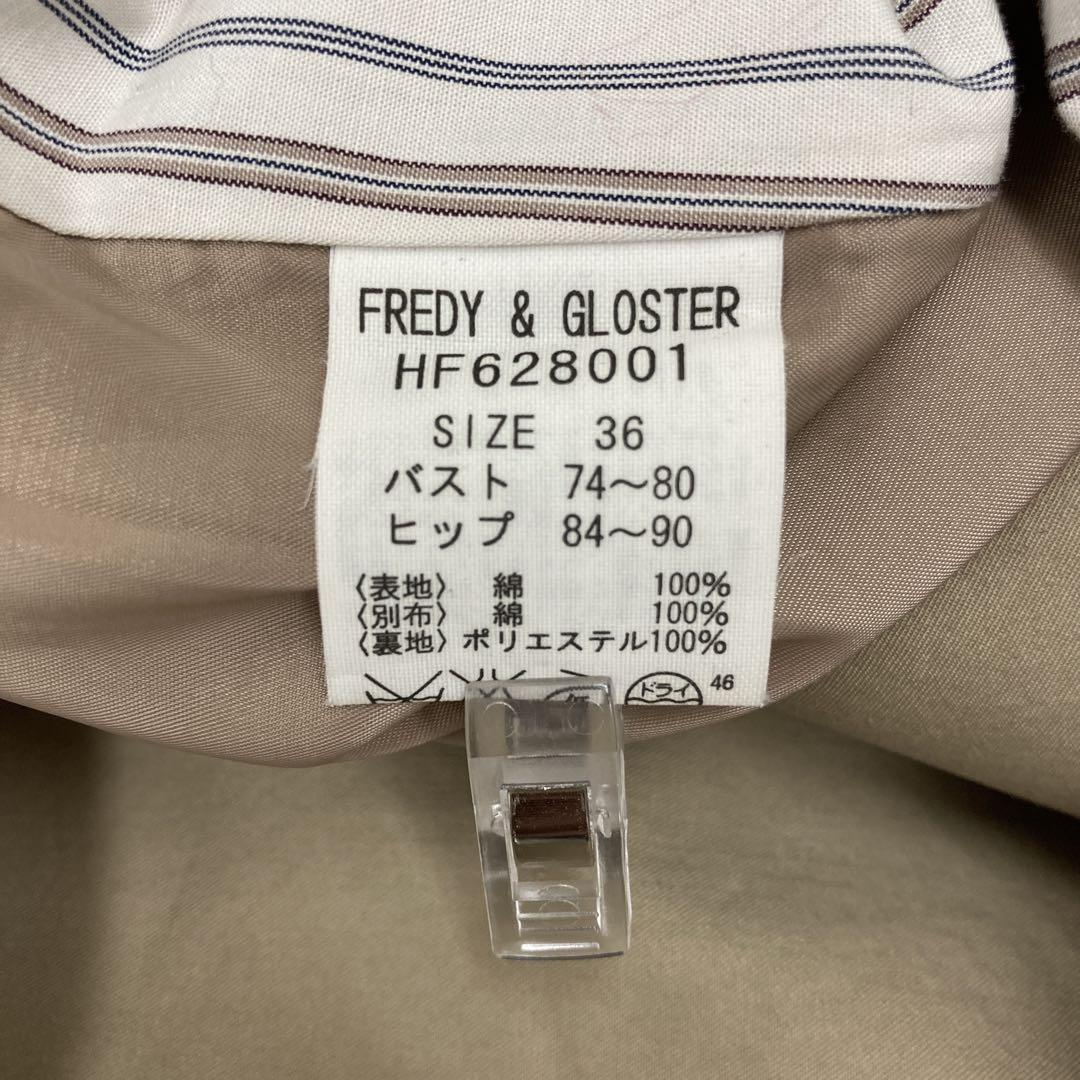 FREDY & GLOSTER
HF628001
SIZE 36
バスト 74〜80
ヒップ 84〜90
〈表地〉 綿 100%
〈別布〉 綿 100%
〈裏地〉 ポリエステル100%
ドライ 46